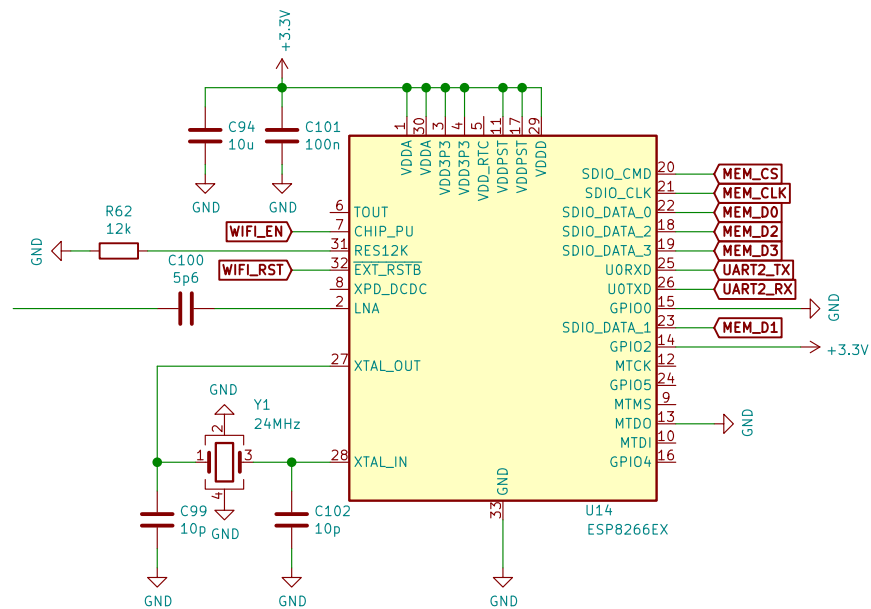 +3.3V
C94
10u
C101
100n
GND
GND
1
30
3
4
5
11
17
29
VDDA
VDDA
VDD3P3
VDD3P3
VDD_RTC
VDDPST
VDDPST
VDDD
R62
12k
GND
WIFI_EN
C100
5p6
WIFI_RST
6
TOUT
7
CHIP_PU
31
RES12K
32
EXT_RSTB
8
XPD_DCDC
2
LNA
27
XTAL_OUT
28
XTAL_IN
SDIO_CMD
20
MEM_CS
SDIO_CLK
21
MEM_CLK
SDIO_DATA_0
22
MEM_D0
SDIO_DATA_2
18
MEM_D2
SDIO_DATA_3
19
MEM_D3
U0RXD
25
UART2_TX
U0TXD
26
UART2_RX
GPIO0
15
GND
SDIO_DATA_1
23
MEM_D1
GPIO2
14
+3.3V
MTCK
12
GPIO5
24
MTMS
9
MTDO
13
GND
MTDI
10
GPIO4
16
GND
Y1
24MHz
2
1
3
4
GND
C99
10p
C102
10p
GND
GND
GND
33
GND
U14
ESP8266EX